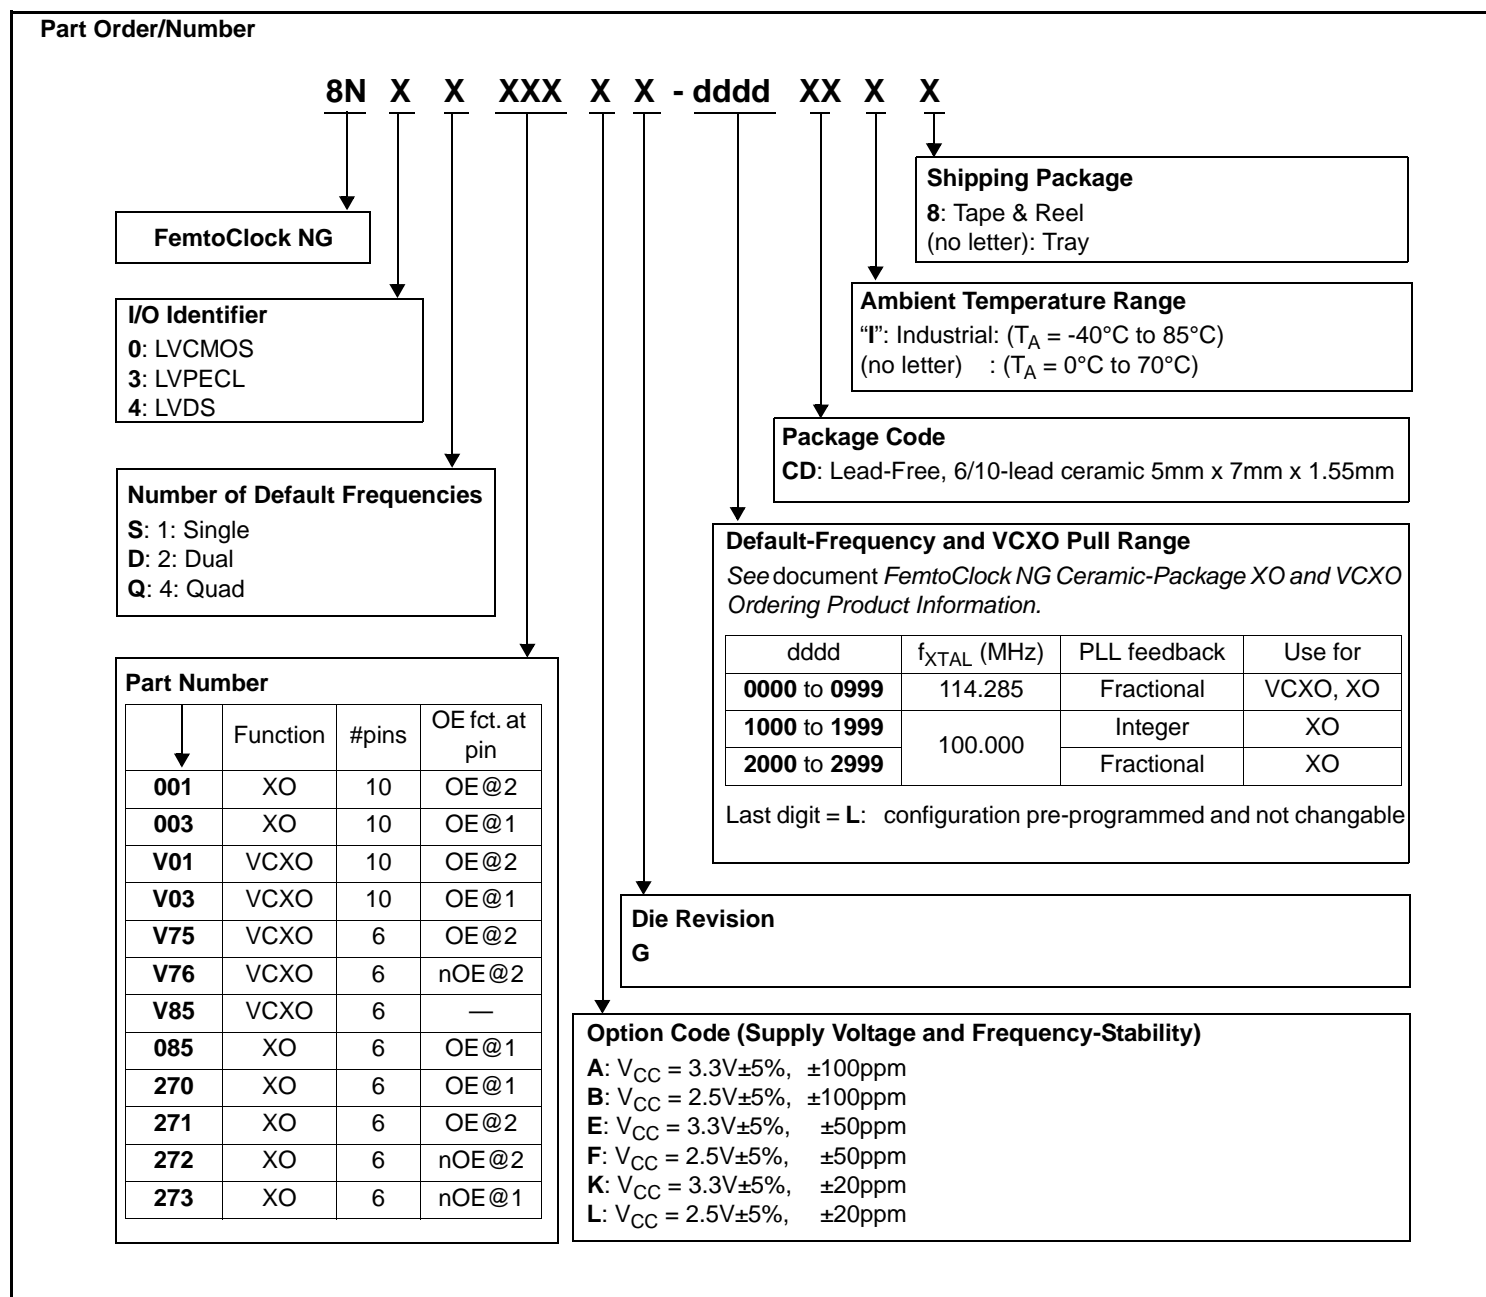 Part Order/Number
8N X X XXX X X - dddd XX X X
Shipping Package
8: Tape & Reel
(no letter): Tray
FemtoClock NG
Ambient Temperature Range
“I”: Industrial: (TA = -40°C to 85°C)
(no letter) : (TA = 0°C to 70°C)
I/O Identifier
0: LVCMOS
3: LVPECL
4: LVDS
Package Code
CD: Lead-Free, 6/10-lead ceramic 5mm x 7mm x 1.55mm
Number of Default Frequencies
S: 1: Single
D: 2: Dual
Q: 4: Quad
Default-Frequency and VCXO Pull Range
See document FemtoClock NG Ceramic-Package XO and VCXO
Ordering Product Information.
dddd fXTAL (MHz) PLL feedback Use for
0000 to 0999 114.285 Fractional VCXO, XO
1000 to 1999 100.000 Integer XO
2000 to 2999 Fractional XO
Last digit = L: configuration pre-programmed and not changable
Part Number
Function #pins OE fct. at
pin
001 XO 10 OE@2
003 XO 10 OE@1
V01 VCXO 10 OE@2
V03 VCXO 10 OE@1
V75 VCXO 6 OE@2
V76 VCXO 6 nOE@2
V85 VCXO 6 —
085 XO 6 OE@1
270 XO 6 OE@1
271 XO 6 OE@2
272 XO 6 nOE@2
273 XO 6 nOE@1
Die Revision
G
Option Code (Supply Voltage and Frequency-Stability)
A: VCC = 3.3V±5%, ±100ppm
B: VCC = 2.5V±5%, ±100ppm
E: VCC = 3.3V±5%, ±50ppm
F: VCC = 2.5V±5%, ±50ppm
K: VCC = 3.3V±5%, ±20ppm
L: VCC = 2.5V±5%, ±20ppm